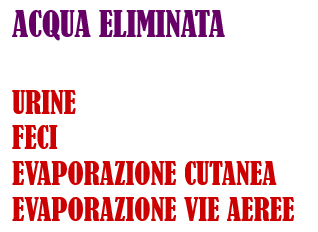 ACQUA ELIMINATA
URINE
FECI
EVAPORAZIONE CUTANEA
EVAPORAZIONE VIE AEREE